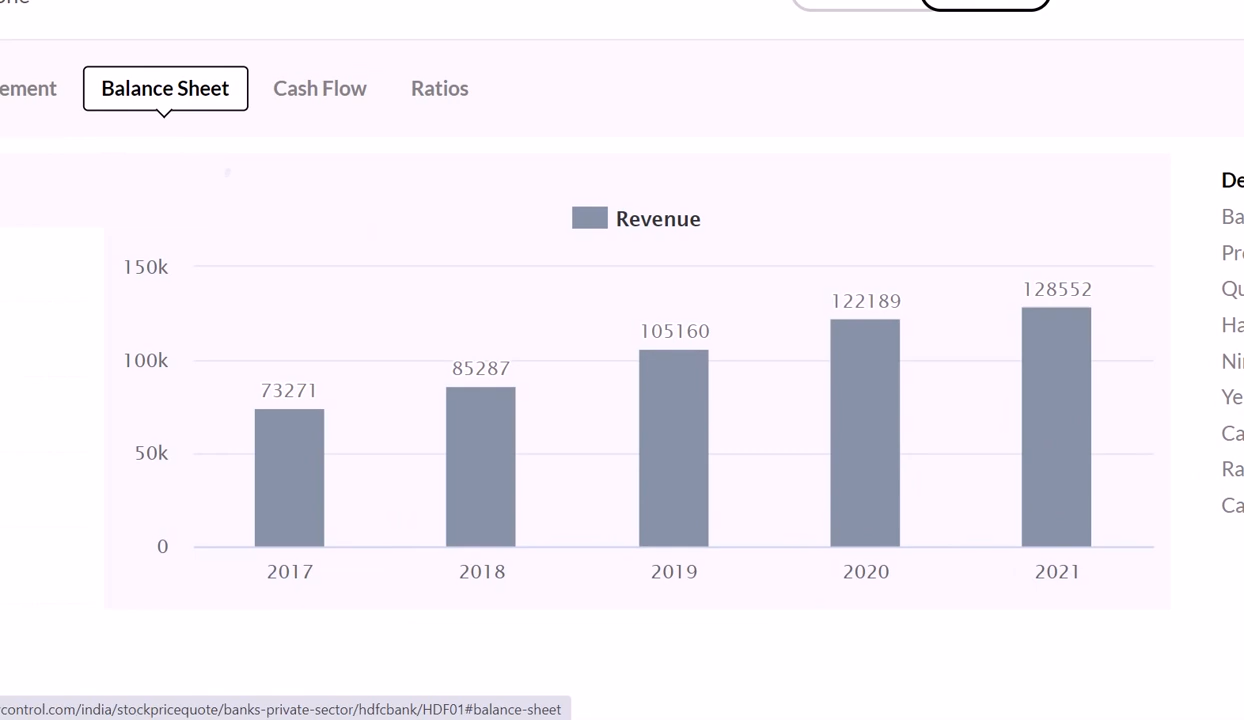 Balance Sheet Cash Flow Ratios
Revenue
150k
100k
50k
0
73271
85287
105160
122189
128552
2017 2018 2019 2020 2021
control.com/india/stockpricequote/banks-private-sector/hdfcbank/HDF01#balance-sheet